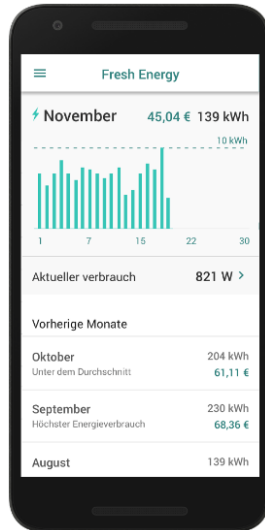 Fresh Energy
November 45,04 € 139 kWh
10 kWh
1 7 15 22 30
Aktueller verbrauch 821 W >
Vorherige Monate
Oktober 204 kWh
Unter dem Durchschnitt 61,11 €
September 230 kWh
Höchster Energieverbrauch 68,36 €
August 139 kWh